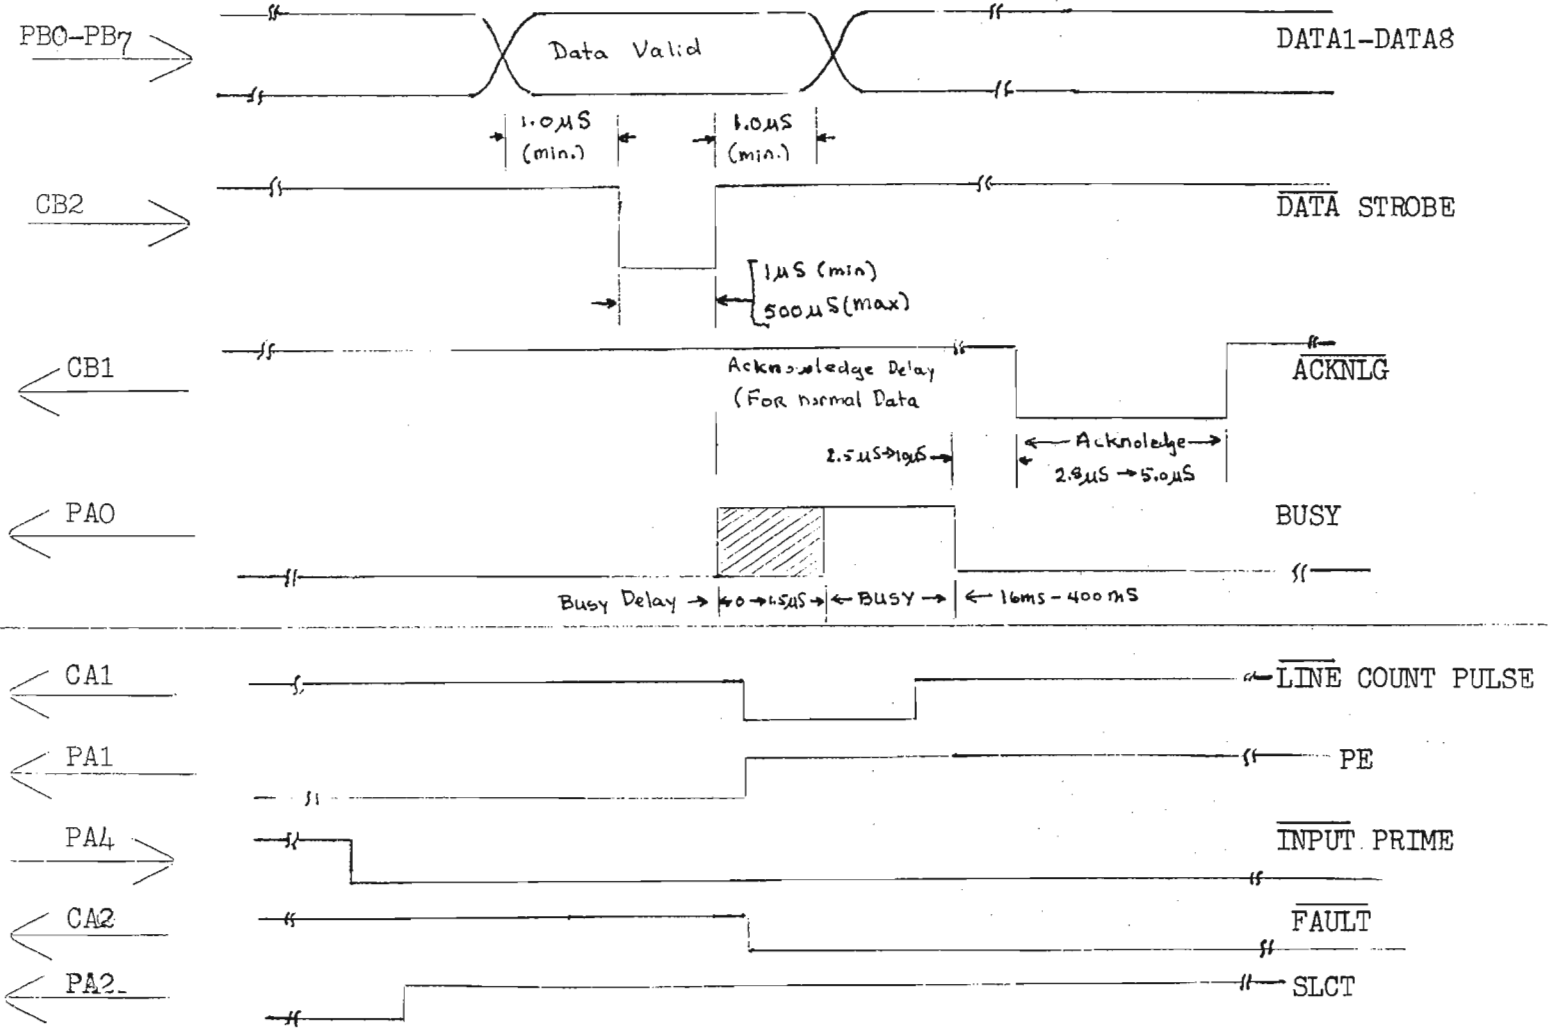 PB0-PB7
Data Valid
DATA1-DATA8
1.0µS
(min.)
1.0µS
(min.)
CB2
DATA STROBE
1µS (min)
500µS (max)
CB1
ACKNLG
Acknowledge Delay
(FOR normal Data
2.5µS→10µS
Acknoledge
2.8µS → 5.0µS
PA0
BUSY
Busy Delay
0 → 1.5µS
BUSY
16ms - 400ms
CA1
LINE COUNT PULSE
PA1
PE
PA4
INPUT PRIME
CA2
FAULT
PA2
SLCT